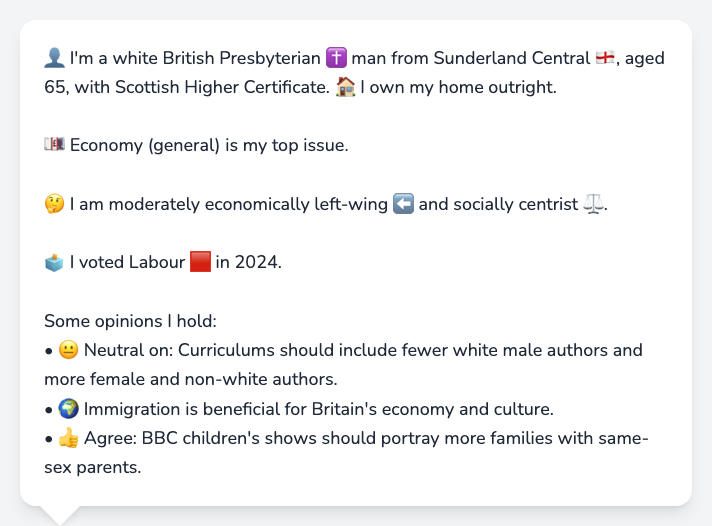 👤 I'm a white British Presbyterian ✝️ man from Sunderland Central 🏴󠁧󠁢󠁥󠁮󠁧󠁿, aged
65, with Scottish Higher Certificate. 🏠 I own my home outright.
💷 Economy (general) is my top issue.
🤔 I am moderately economically left-wing ⬅️ and socially centrist ⚖️.
🗳️ I voted Labour 🟥 in 2024.
Some opinions I hold:
• 😐 Neutral on: Curriculums should include fewer white male authors and
more female and non-white authors.
• 🌍 Immigration is beneficial for Britain's economy and culture.
• 👍 Agree: BBC children's shows should portray more families with same-
sex parents.